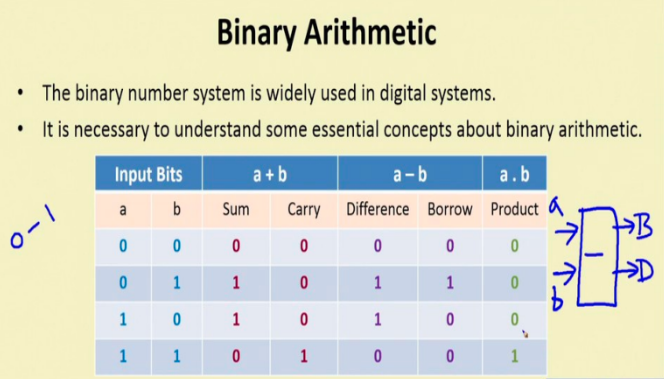 Binary Arithmetic
• The binary number system is widely used in digital systems.
• It is necessary to understand some essential concepts about binary arithmetic.
Input Bits a + b a – b a . b
a b Sum Carry Difference Borrow Product
0 0 0 0 0 0 0
0 1 1 0 1 1 0
1 0 1 0 1 0 0
1 1 0 1 0 0 1
0 – 1
a
B
–
D
b